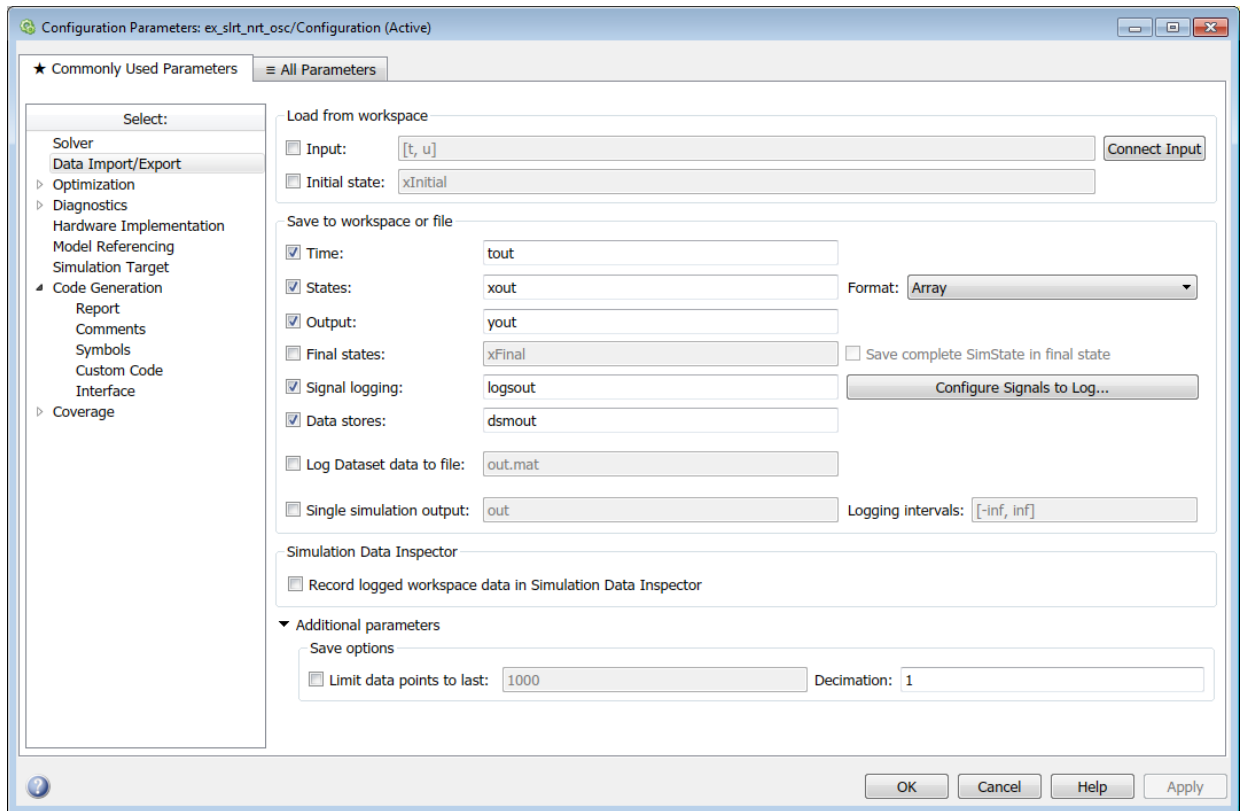 Configuration Parameters: ex_slrt_nrt_osc/Configuration (Active)
★ Commonly Used Parameters
≡ All Parameters
Select:
Solver
Data Import/Export
Optimization
Diagnostics
Hardware Implementation
Model Referencing
Simulation Target
Code Generation
Report
Comments
Symbols
Custom Code
Interface
Coverage
Load from workspace
Input: [t, u] Connect Input
Initial state: xInitial
Save to workspace or file
Time: tout
States: xout Format: Array
Output: yout
Final states: xFinal Save complete SimState in final state
Signal logging: logsout Configure Signals to Log...
Data stores: dsmout
Log Dataset data to file: out.mat
Single simulation output: out Logging intervals: [-inf, inf]
Simulation Data Inspector
Record logged workspace data in Simulation Data Inspector
Additional parameters
Save options
Limit data points to last: 1000 Decimation: 1
? OK Cancel Help Apply